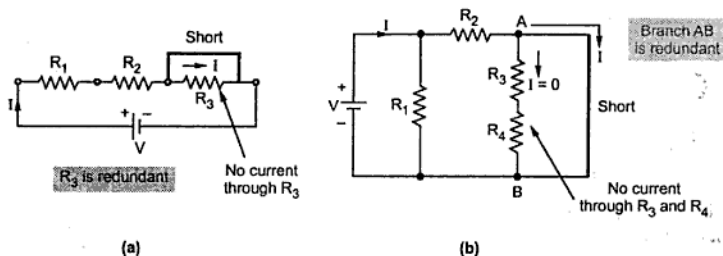 Short
R1
R2
I
R3
I
+
−
V
No current
through R3
R3 is redundant
(a)
I
R2
A
I
Branch AB
is redundant
R3
I = 0
+
V
−
R1
Short
R4
B
No current
through R3 and R4
(b)